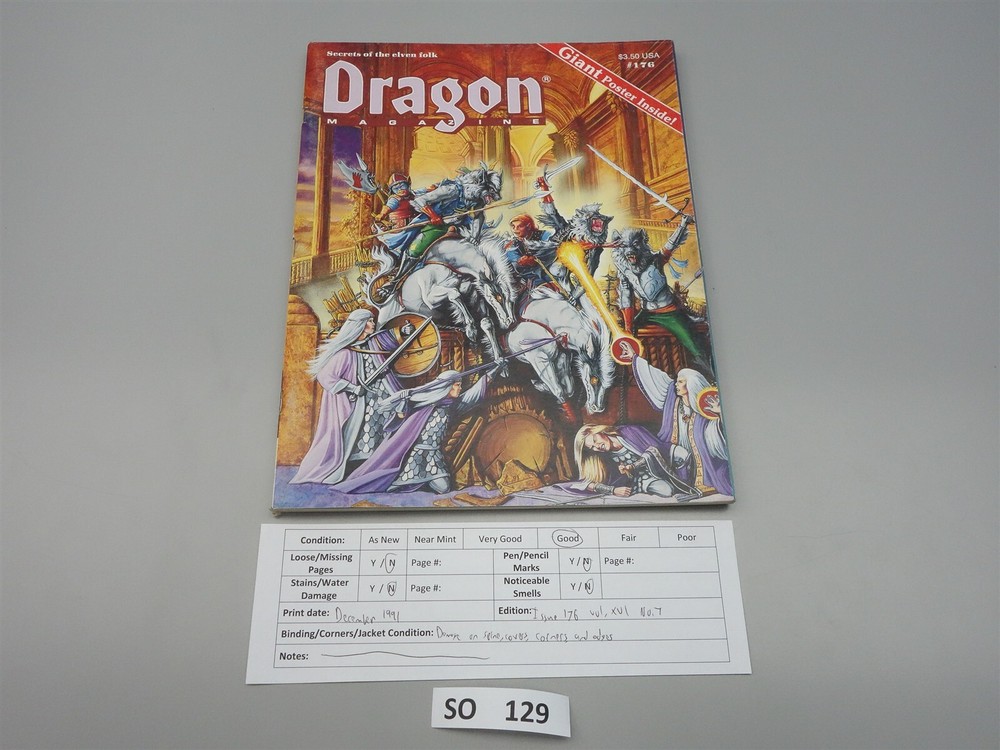 Secrets of the elven folk
Dragon®
MAGAZINE
Giant Poster Inside!
$3.50 USA
#176
Condition: As New Near Mint Very Good Good Fair Poor
Loose/Missing Pages Y / N Page #: Pen/Pencil Marks Y / N Page #:
Stains/Water Damage Y / N Page #: Noticeable Smells Y / N
Print date: December 1991 Edition: Issue 176 vol, XVI No.7
Binding/Corners/Jacket Condition: Damage on spine, cover, corners and edges
Notes:
SO 129